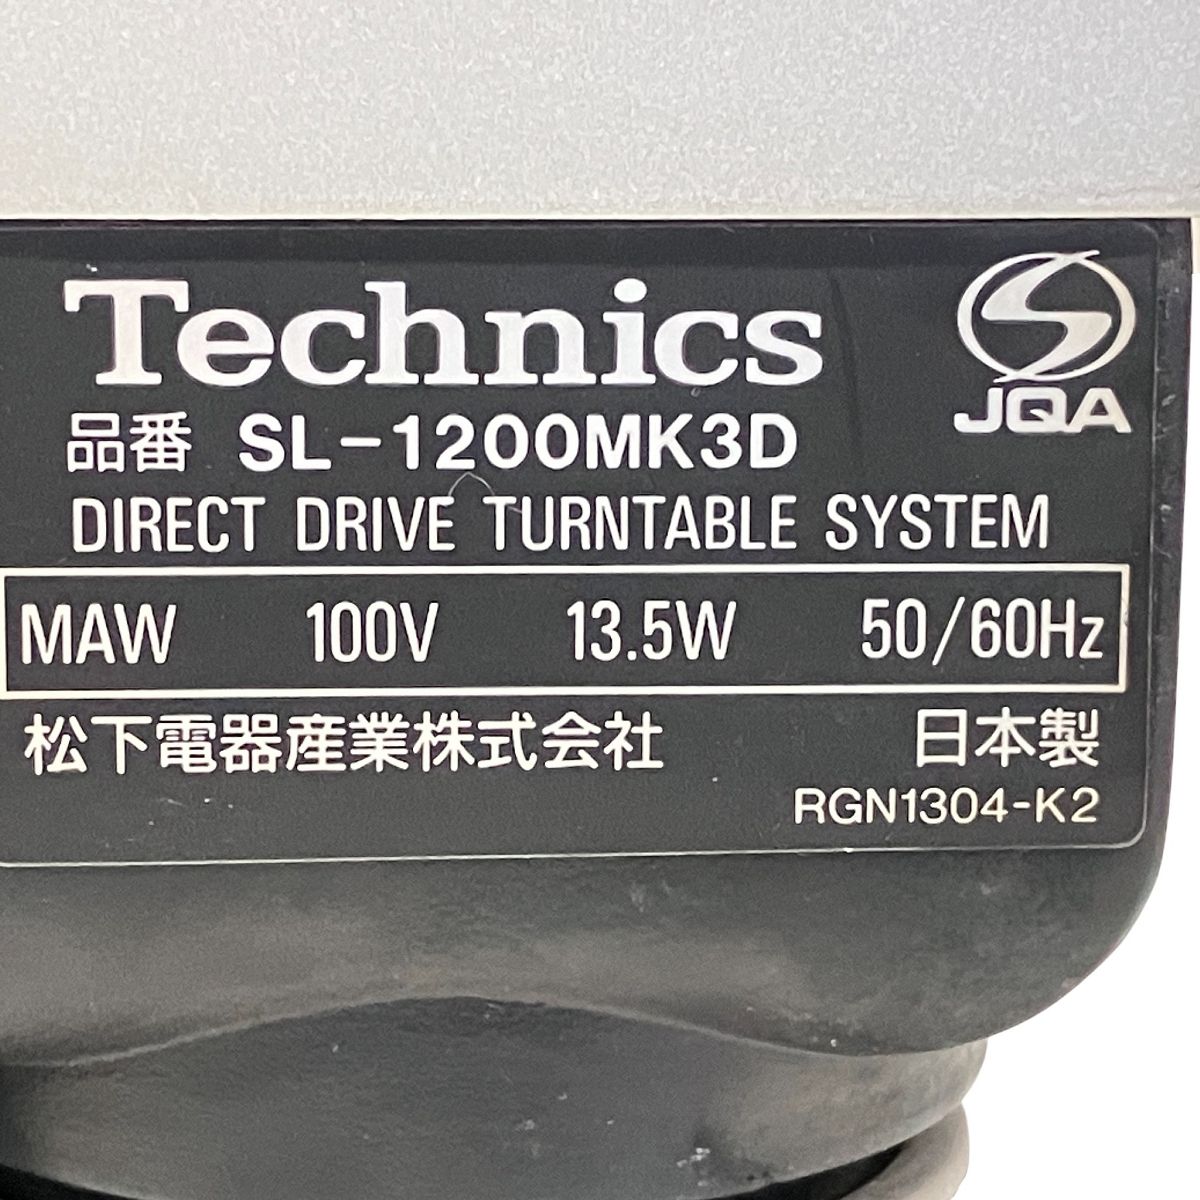 Technics
JQA
品番 SL-1200MK3D
DIRECT DRIVE TURNTABLE SYSTEM
MAW 100V 13.5W 50/60Hz
松下電器産業株式会社 日本製
RGN1304-K2